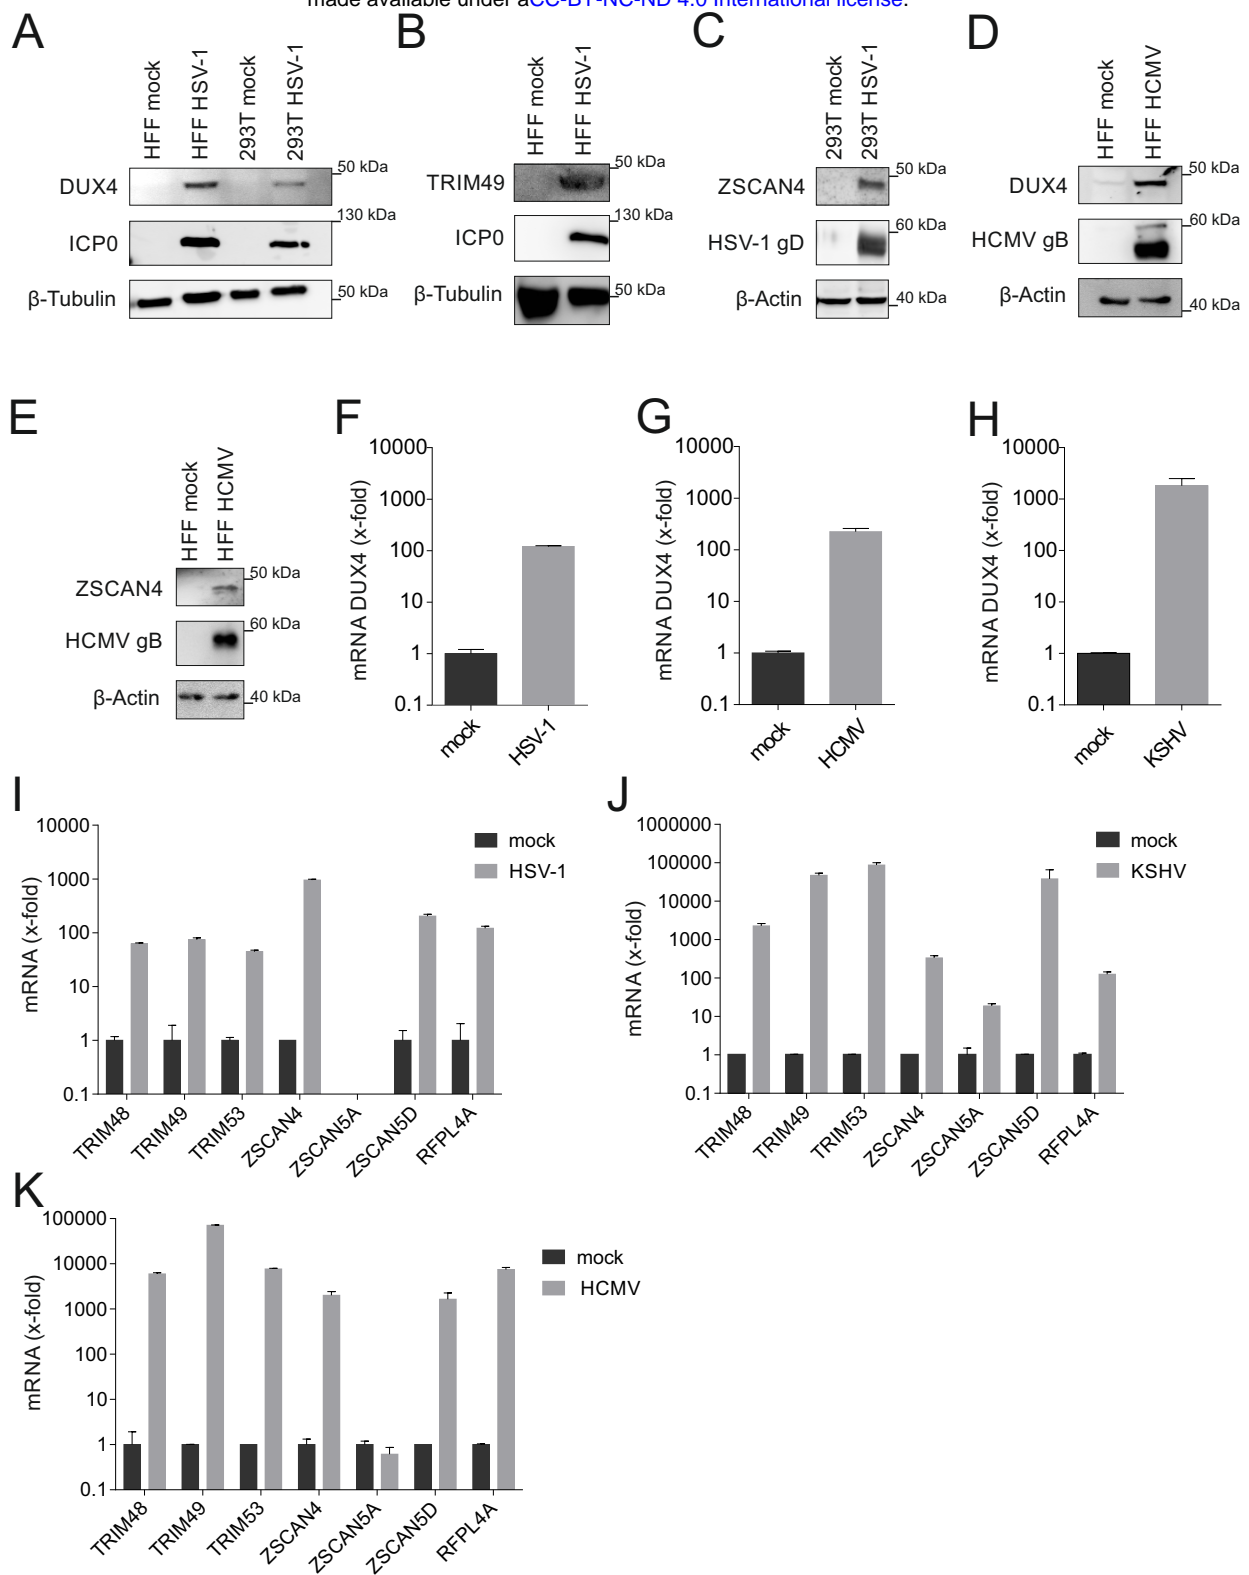 made available under aCC-BY-NC-ND 4.0 International license.
A
HFF mock
HFF HSV-1
293T mock
293T HSV-1
DUX4
50 kDa
ICP0
130 kDa
β-Tubulin
50 kDa
B
HFF mock
HFF HSV-1
TRIM49
50 kDa
ICP0
130 kDa
β-Tubulin
50 kDa
C
293T mock
293T HSV-1
ZSCAN4
50 kDa
HSV-1 gD
60 kDa
β-Actin
40 kDa
D
HFF mock
HFF HCMV
DUX4
50 kDa
HCMV gB
60 kDa
β-Actin
40 kDa
E
HFF mock
HFF HCMV
ZSCAN4
50 kDa
HCMV gB
60 kDa
β-Actin
40 kDa
F
mRNA DUX4 (x-fold)
10000
1000
100
10
1
0.1
mock
HSV-1
G
mRNA DUX4 (x-fold)
10000
1000
100
10
1
0.1
mock
HCMV
H
mRNA DUX4 (x-fold)
10000
1000
100
10
1
0.1
mock
KSHV
I
mRNA (x-fold)
10000
1000
100
10
1
0.1
mock
HSV-1
TRIM48
TRIM49
TRIM53
ZSCAN4
ZSCAN5A
ZSCAN5D
RFPL4A
J
mRNA (x-fold)
1000000
100000
10000
1000
100
10
1
0.1
mock
KSHV
TRIM48
TRIM49
TRIM53
ZSCAN4
ZSCAN5A
ZSCAN5D
RFPL4A
K
mRNA (x-fold)
100000
10000
1000
100
10
1
0.1
mock
HCMV
TRIM48
TRIM49
TRIM53
ZSCAN4
ZSCAN5A
ZSCAN5D
RFPL4A